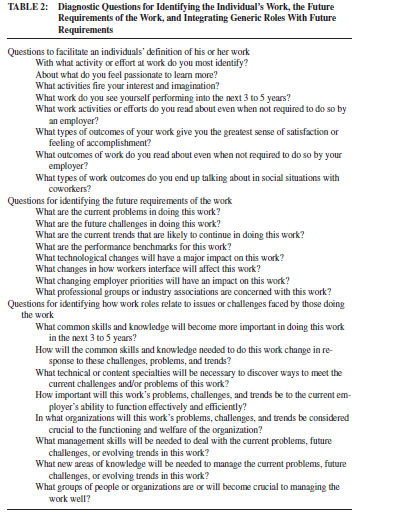 TABLE 2: Diagnostic Questions for Identifying the Individual's Work, the Future
Requirements of the Work, and Integrating Generic Roles With Future
Requirements
Questions to facilitate an individuals' definition of his or her work
With what activity or effort at work do you most identify?
About what do you feel passionate to learn more?
What activities fire your interest and imagination?
What work do you see yourself performing into the next 3 to 5 years?
What work activities or efforts do you read about even when not required to do so by
an employer?
What types of outcomes of your work give you the greatest sense of satisfaction or
feeling of accomplishment?
What outcomes of work do you read about even when not required to do so by your
employer?
What types of work outcomes do you end up talking about in social situations with
coworkers?
Questions for identifying the future requirements of the work
What are the current problems in doing this work?
What are the future challenges in doing this work?
What are the current trends that are likely to continue in doing this work?
What are the performance benchmarks for this work?
What technological changes will have a major impact on this work?
What changes in how workers interface will affect this work?
What changing employer priorities will have an impact on this work?
What professional groups or industry associations are concerned with this work?
Questions for identifying how work roles relate to issues or challenges faced by those doing
the work
What common skills and knowledge will become more important in doing this work
in the next 3 to 5 years?
How will the common skills and knowledge needed to do this work change in re-
sponse to these challenges, problems, and trends?
What technical or content specialties will be necessary to discover ways to meet the
current challenges and/or problems of this work?
How important will this work's problems, challenges, and trends be to the current em-
ployer's ability to function effectively and efficiently?
In what organizations will this work's problems, challenges, and trends be considered
crucial to the functioning and welfare of the organization?
What management skills will be needed to deal with the current problems, future
challenges, or evolving trends in this work?
What new areas of knowledge will be needed to manage the current problems, future
challenges, or evolving trends in this work?
What groups of people or organizations are or will become crucial to managing the
work well?